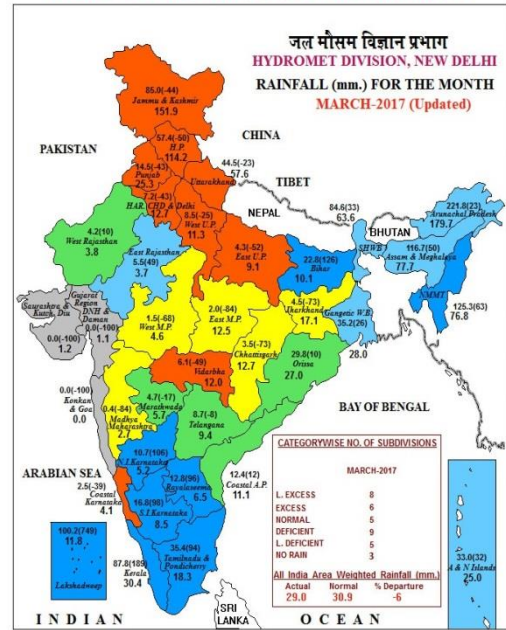 जल मौसम विज्ञान प्रभाग
HYDROMET DIVISION, NEW DELHI
RAINFALL (mm.) FOR THE MONTH
MARCH-2017 (Updated)
85.0(-44)
Jammu & Kashmir
151.9
CHINA
57.4(-50)
H.P.
114.2
PAKISTAN
14.5(-43)
Punjab
25.3
44.5(-23)
57.6
Uttarakhand
TIBET
7.2(-43)
HAR. CHD & Delhi
12.7
8.5(-25)
West U.P.
11.3
NEPAL
84.6(33)
63.6
221.8(23)
Arunachal Pradesh
179.7
BHUTAN
4.2(10)
West Rajasthan
3.8
East Rajasthan
5.5(49)
3.7
4.3(-52)
East U.P.
9.1
SHWB
116.7(50)
Assam & Meghalaya
77.7
22.8(126)
Bihar
10.1
NMMT
125.3(63)
76.8
Saurashtra &
Kutch, Diu
0.0(-100)
1.2
Gujarat
Region
DNH &
Daman
0.0(-100)
1.1
1.5(-68)
West M.P.
4.6
2.0(-84)
East M.P.
12.5
4.5(-73)
Jharkhand
17.1
Gangetic W.B.
35.2(26)
28.0
3.5(-73)
Chhattisgarh
12.7
6.1(-49)
Vidarbha
12.0
29.8(10)
Orissa
27.0
0.0(-100)
Konkan
& Goa
0.0
0.4(-84)
Madhya
Maharashtra
2.7
4.7(-17)
Marathwada
5.7
8.7(-8)
Telangana
9.4
BAY OF BENGAL
ARABIAN SEA
10.7(106)
N.I.Karnataka
5.2
12.8(96)
Rayalaseema
6.5
12.4(12)
Coastal A.P.
11.1
2.5(-39)
Coastal
Karnataka
4.1
16.8(98)
S.I.Karnataka
8.5
CATEGORYWISE NO. OF SUBDIVISIONS
MARCH-2017
L. EXCESS 8
EXCESS 6
NORMAL 5
DEFICIENT 9
L. DEFICIENT 5
NO RAIN 3
All India Area Weighted Rainfall (mm.)
Actual Normal % Departure
29.0 30.9 -6
100.2(749)
11.8
Lakshadweep
87.8(189)
Kerala
30.4
35.4(94)
Tamilnadu &
Pondicherry
18.3
33.0(32)
A & N Islands
25.0
SRI
LANKA
INDIAN OCEAN